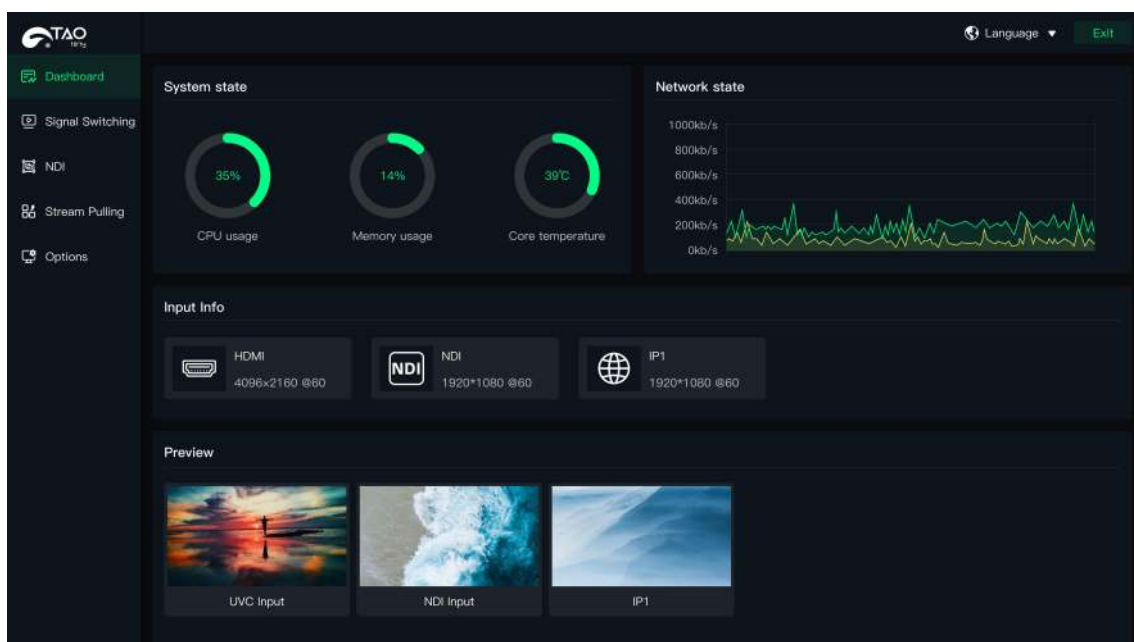 TAO
Language
Exit
Dashboard
Signal Switching
NDI
Stream Pulling
Options
System state
35%
14%
39℃
CPU usage
Memory usage
Core temperature
Network state
1000kb/s
800kb/s
600kb/s
400kb/s
200kb/s
0kb/s
Input Info
HDMI
4096×2160 @60
NDI
NDI
1920*1080 @60
IP1
1920*1080 @60
Preview
UVC Input
NDI Input
IP1